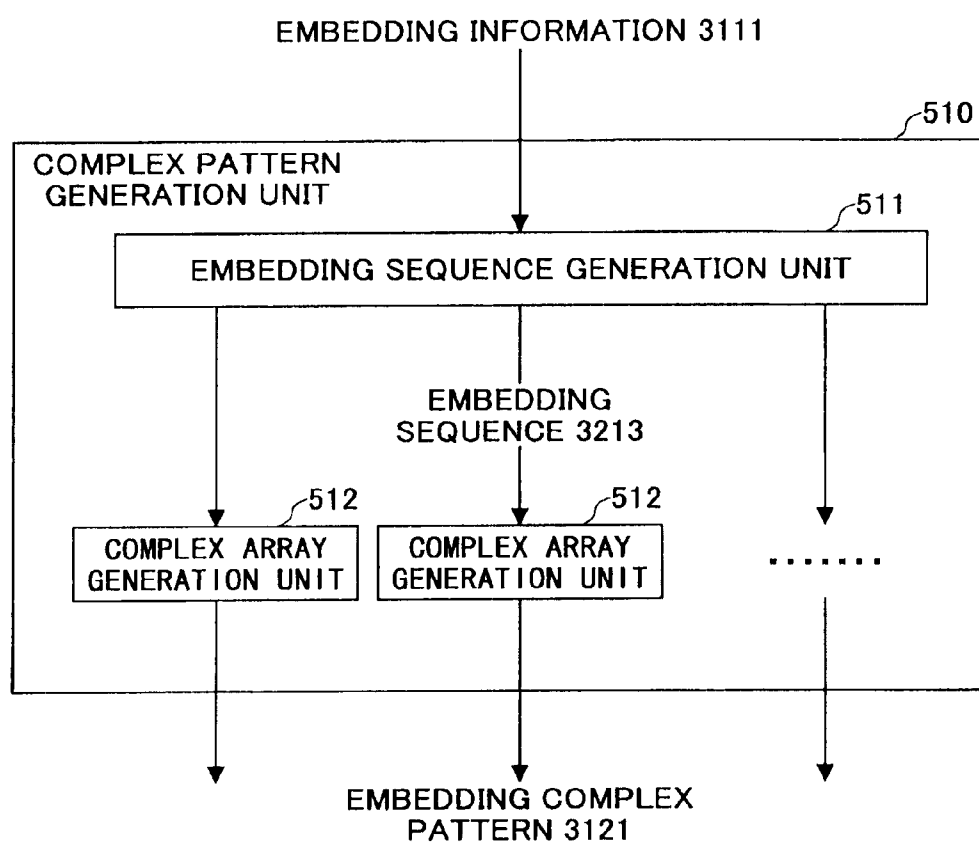 EMBEDDING INFORMATION 3111
510
COMPLEX PATTERN
GENERATION UNIT
511
EMBEDDING SEQUENCE GENERATION UNIT
EMBEDDING
SEQUENCE 3213
512
512
COMPLEX ARRAY
GENERATION UNIT
COMPLEX ARRAY
GENERATION UNIT
.......
EMBEDDING COMPLEX
PATTERN 3121